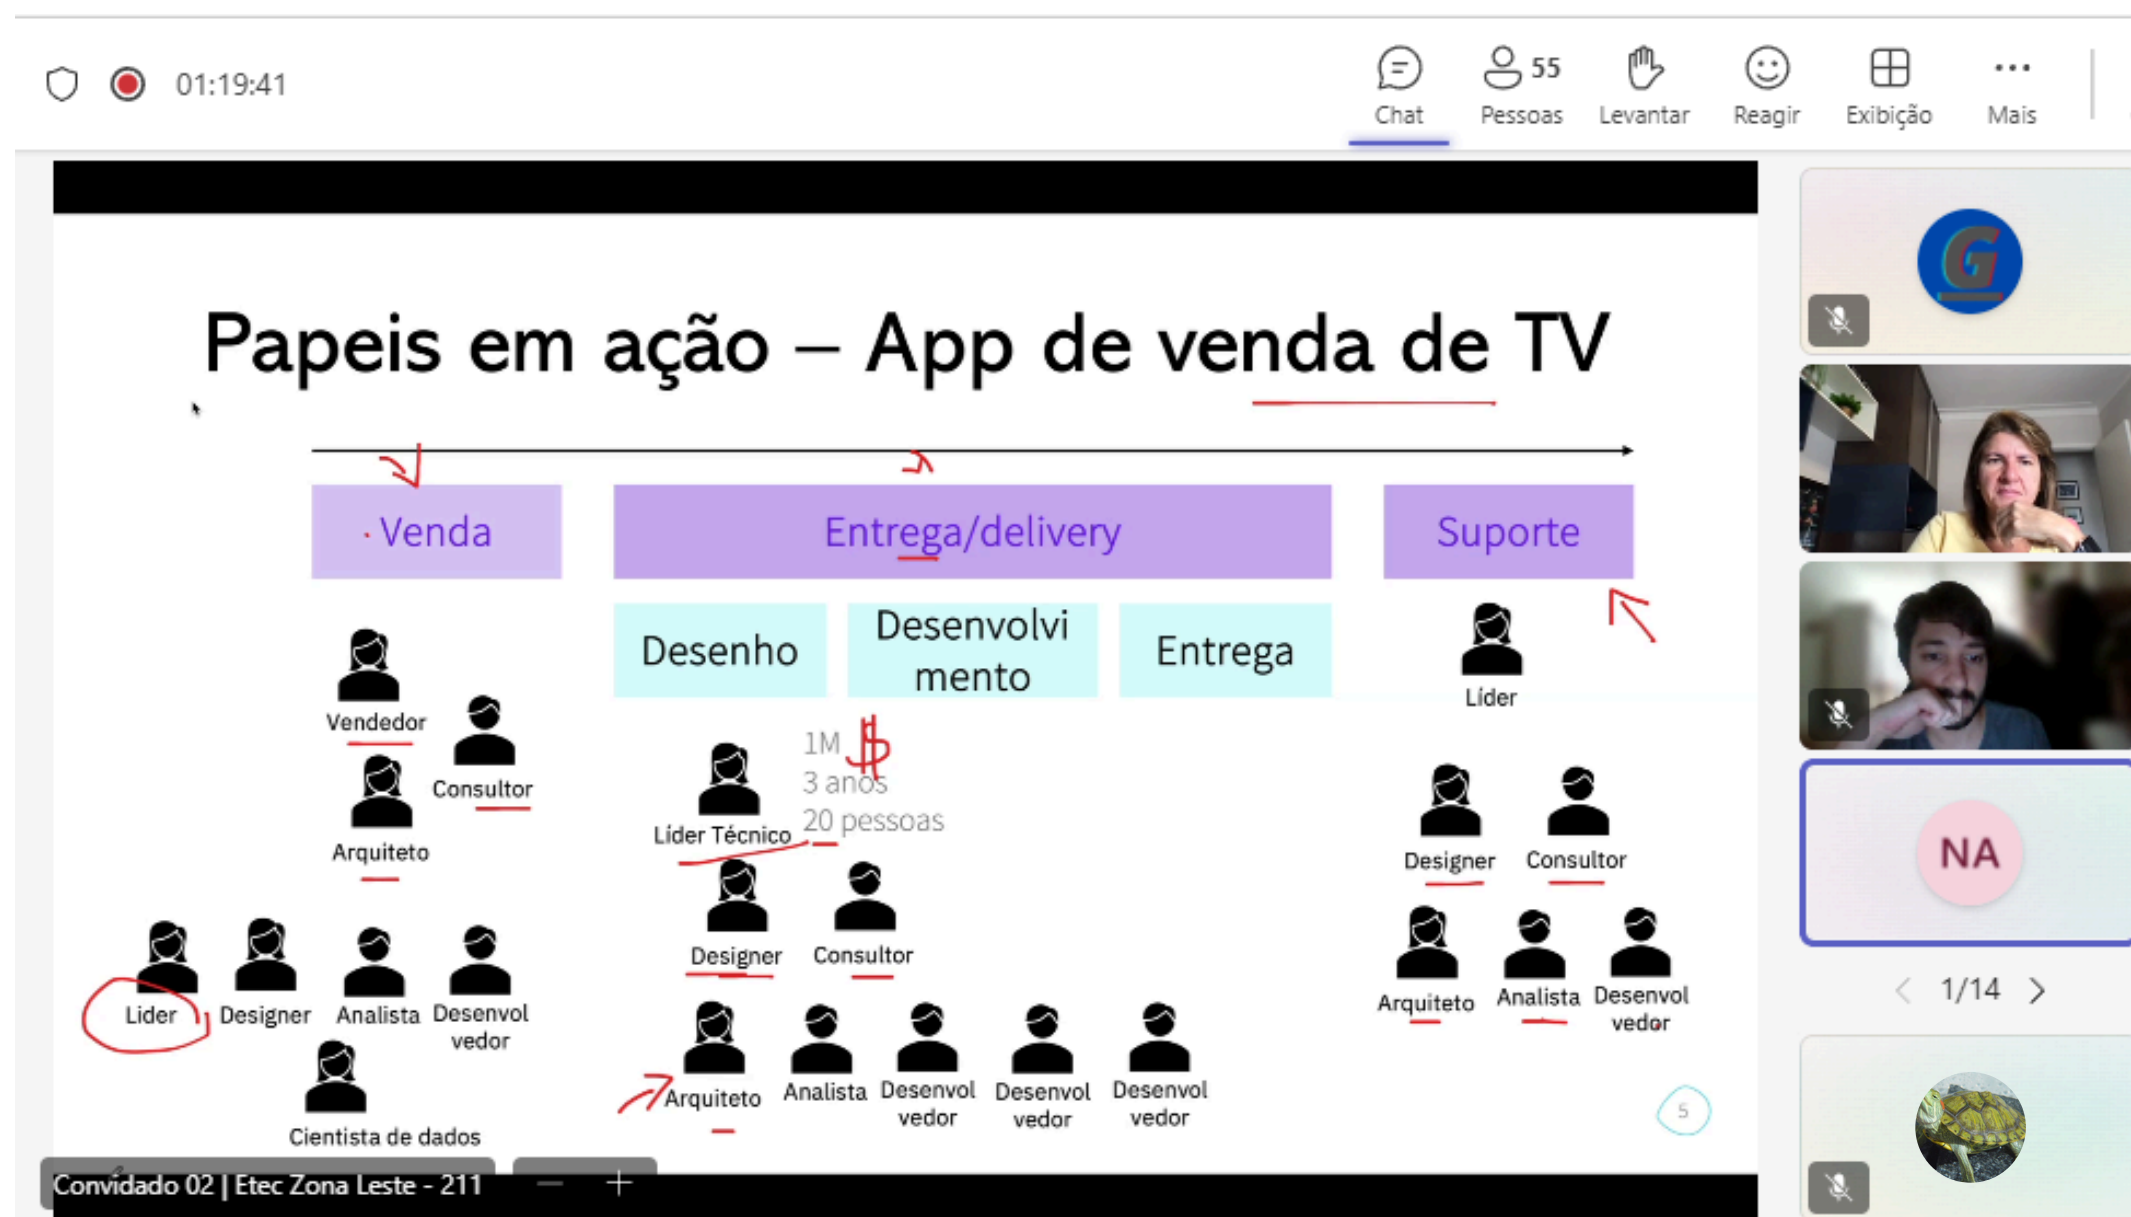 01:19:41
Chat
55
Pessoas
Levantar
Reagir
Exibição
Mais
Papeis em ação – App de venda de TV
Venda
Entrega/delivery
Suporte
Desenho
Desenvolvi
mento
Entrega
Vendedor
Consultor
Arquiteto
Lider
Designer
Analista
Desenvol
vedor
Cientista de dados
1M $
3 anos
20 pessoas
Líder Técnico
Designer
Consultor
Arquiteto
Analista
Desenvol
vedor
Desenvol
vedor
Desenvol
vedor
Líder
Designer
Consultor
Arquiteto
Analista
Desenvol
vedor
5
G
NA
1/14
Convidado 02 | Etec Zona Leste - 211